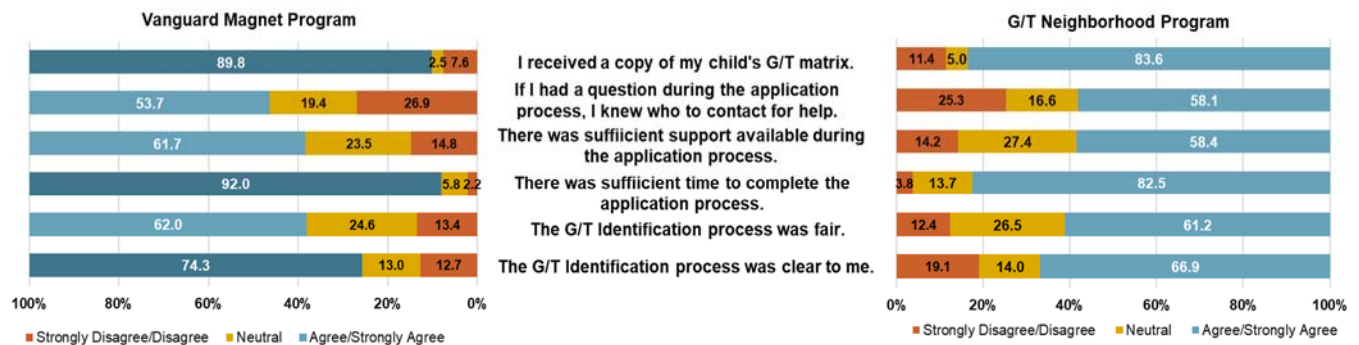 Vanguard Magnet Program
89.8 2.5 7.6
53.7 19.4 26.9
61.7 23.5 14.8
92.0 5.8 2.2
62.0 24.6 13.4
74.3 13.0 12.7
100% 80% 60% 40% 20% 0%
Strongly Disagree/Disagree Neutral Agree/Strongly Agree
I received a copy of my child's G/T matrix.
If I had a question during the application
process, I knew who to contact for help.
There was suffiicient support available during
the application process.
There was suffiicient time to complete the
application process.
The G/T Identification process was fair.
The G/T Identification process was clear to me.
G/T Neighborhood Program
11.4 5.0 83.6
25.3 16.6 58.1
14.2 27.4 58.4
3.8 13.7 82.5
12.4 26.5 61.2
19.1 14.0 66.9
0% 20% 40% 60% 80% 100%
Strongly Disagree/Disagree Neutral Agree/Strongly Agree